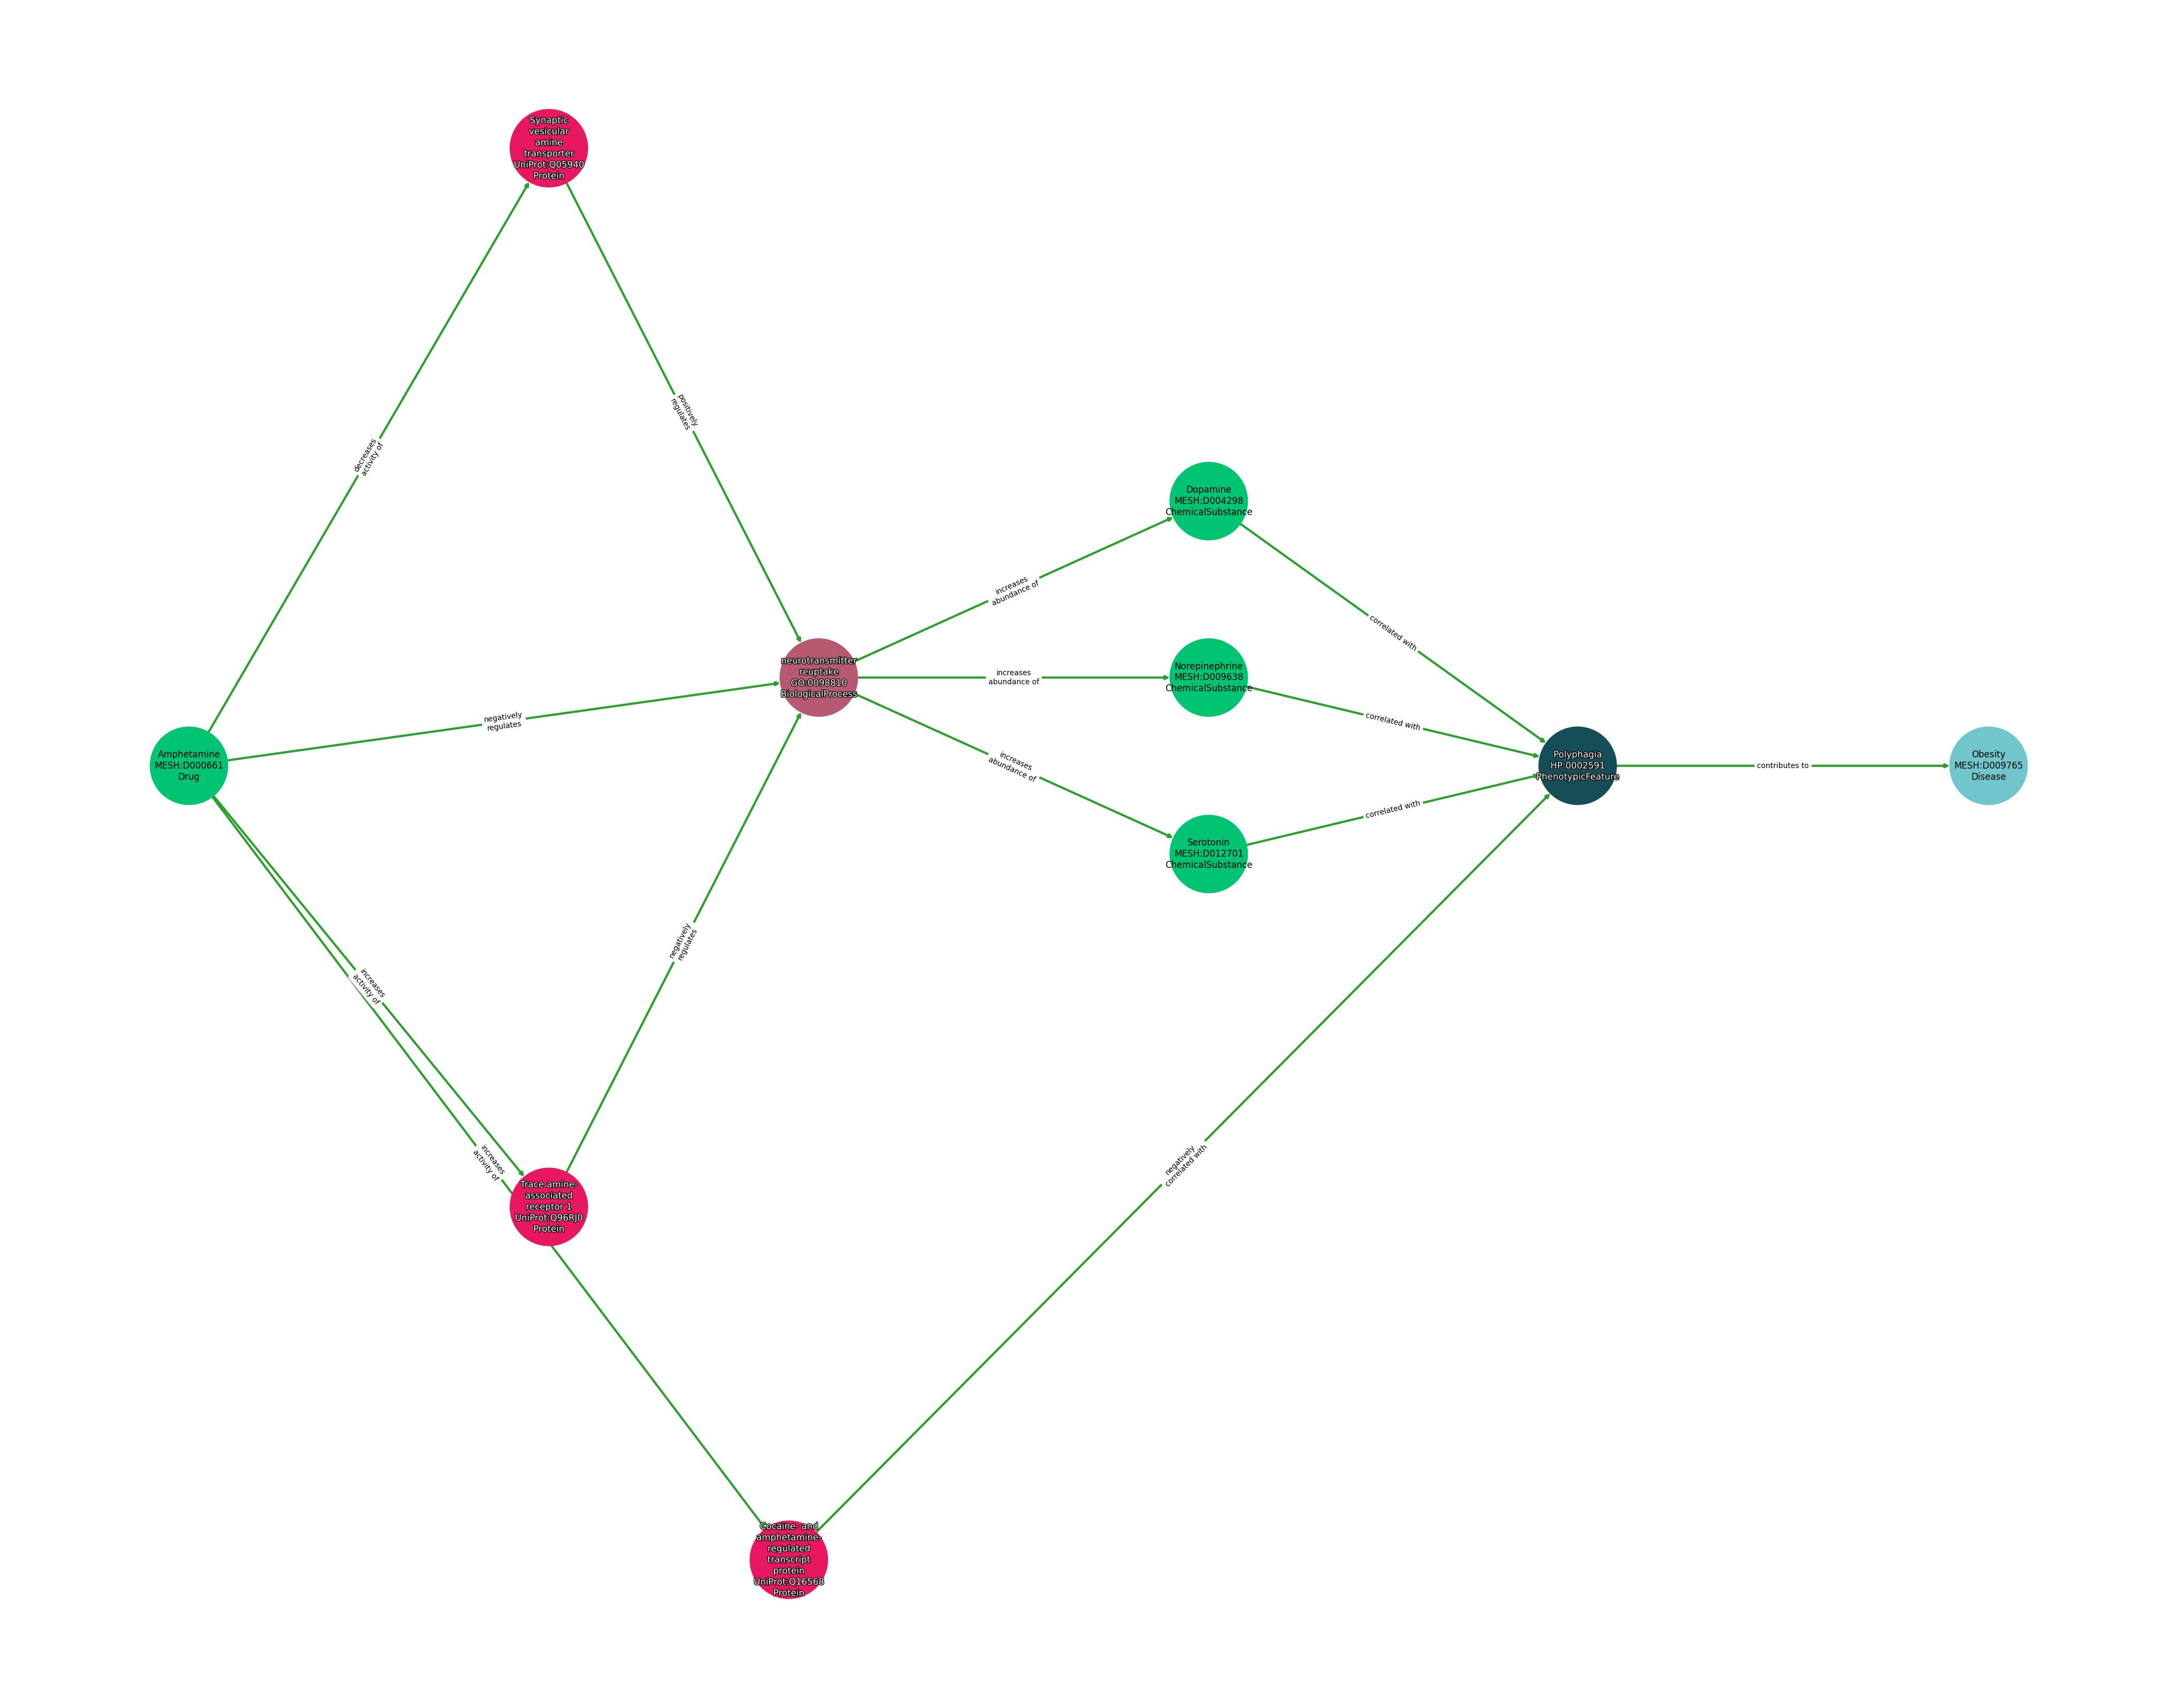 Synaptic
vesicular
amine
transporter
UniProt:Q05940
Protein
positively
regulates
decreases
activity of
Dopamine
MESH:D004298
ChemicalSubstance
increases
abundance of
correlated with
neurotransmitter
reuptake
GO:0098810
BiologicalProcess
increases
abundance of
Norepinephrine
MESH:D009638
ChemicalSubstance
correlated with
negatively
regulates
Amphetamine
MESH:D000661
Drug
increases
abundance of
Polyphagia
HP:0002591
PhenotypicFeature
contributes to
Obesity
MESH:D009765
Disease
correlated with
Serotonin
MESH:D012701
ChemicalSubstance
negatively
regulates
increases
activity of
increases
activity of
negatively
correlated with
Trace amine-
associated
receptor 1
UniProt:Q96RJ0
Protein
Cocaine- and
amphetamine-
regulated
transcript
protein
UniProt:Q16568
Protein